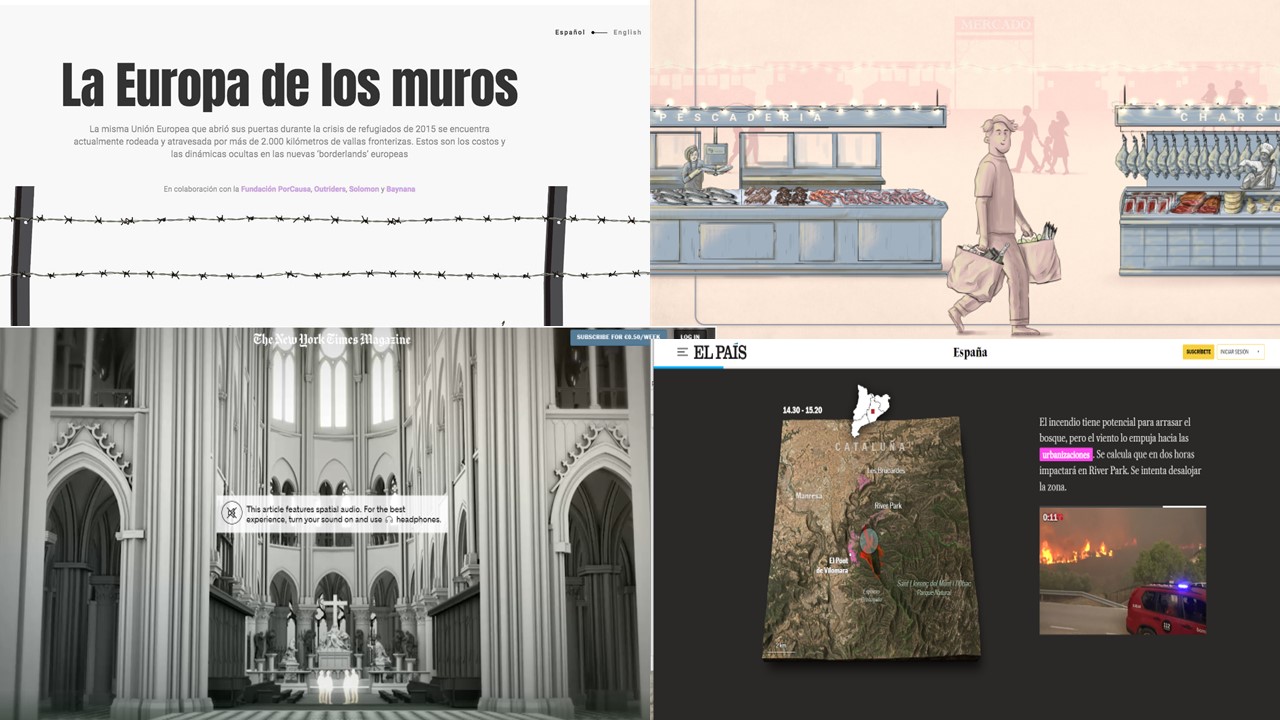 Español English
La Europa de los muros
La misma Unión Europea que abrió sus puertas durante la crisis de refugiados de 2015 se encuentra
actualmente rodeada y atravesada por más de 2.000 kilómetros de vallas fronterizas. Estos son los costos y
las dinámicas ocultas en las nuevas 'borderlands' europeas
En colaboración con la Fundación PorCausa, Outriders, Solomon y Baynana
MERCADO
PESCADERIA
CHARCU
The New York Times Magazine
SUBSCRIBE FOR €0.50/WEEK
LOG IN
This article features spatial audio. For the best
experience, turn your sound on and use headphones.
EL PAÍS
España
SUSCRÍBETE
INICIAR SESIÓN
14.30 - 15.20
CATALUÑA
Les Brucardes
Manresa
River Park
El Pont
de Vilomara
Sant Llorenç del Munt i l'Obac
Parque Natural
El incendio tiene potencial para arrasar el
bosque, pero el viento lo empuja hacia las
urbanizaciones. Se calcula que en dos horas
impactará en River Park. Se intenta desalojar
la zona.
0:11